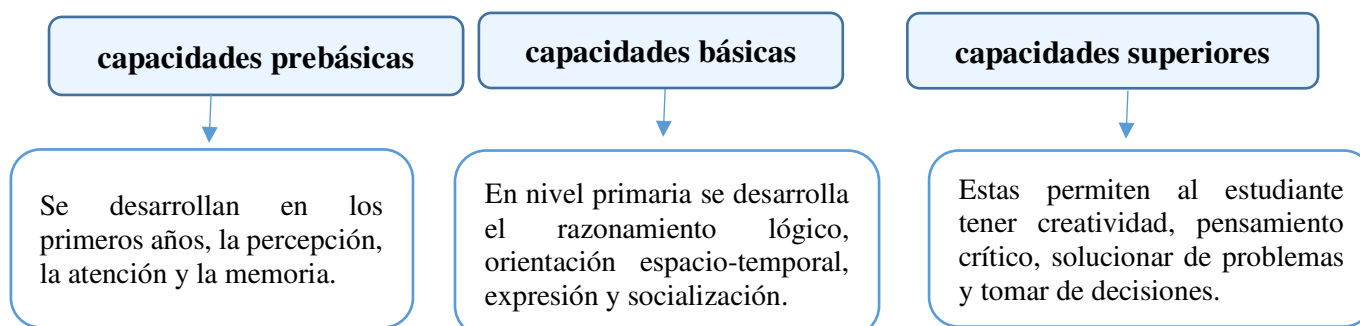 capacidades prebásicas
Se desarrollan en los
primeros años, la percepción,
la atención y la memoria.
capacidades básicas
En nivel primaria se desarrolla
el razonamiento lógico,
orientación espacio-temporal,
expresión y socialización.
capacidades superiores
Estas permiten al estudiante
tener creatividad, pensamiento
crítico, solucionar de problemas
y tomar de decisiones.